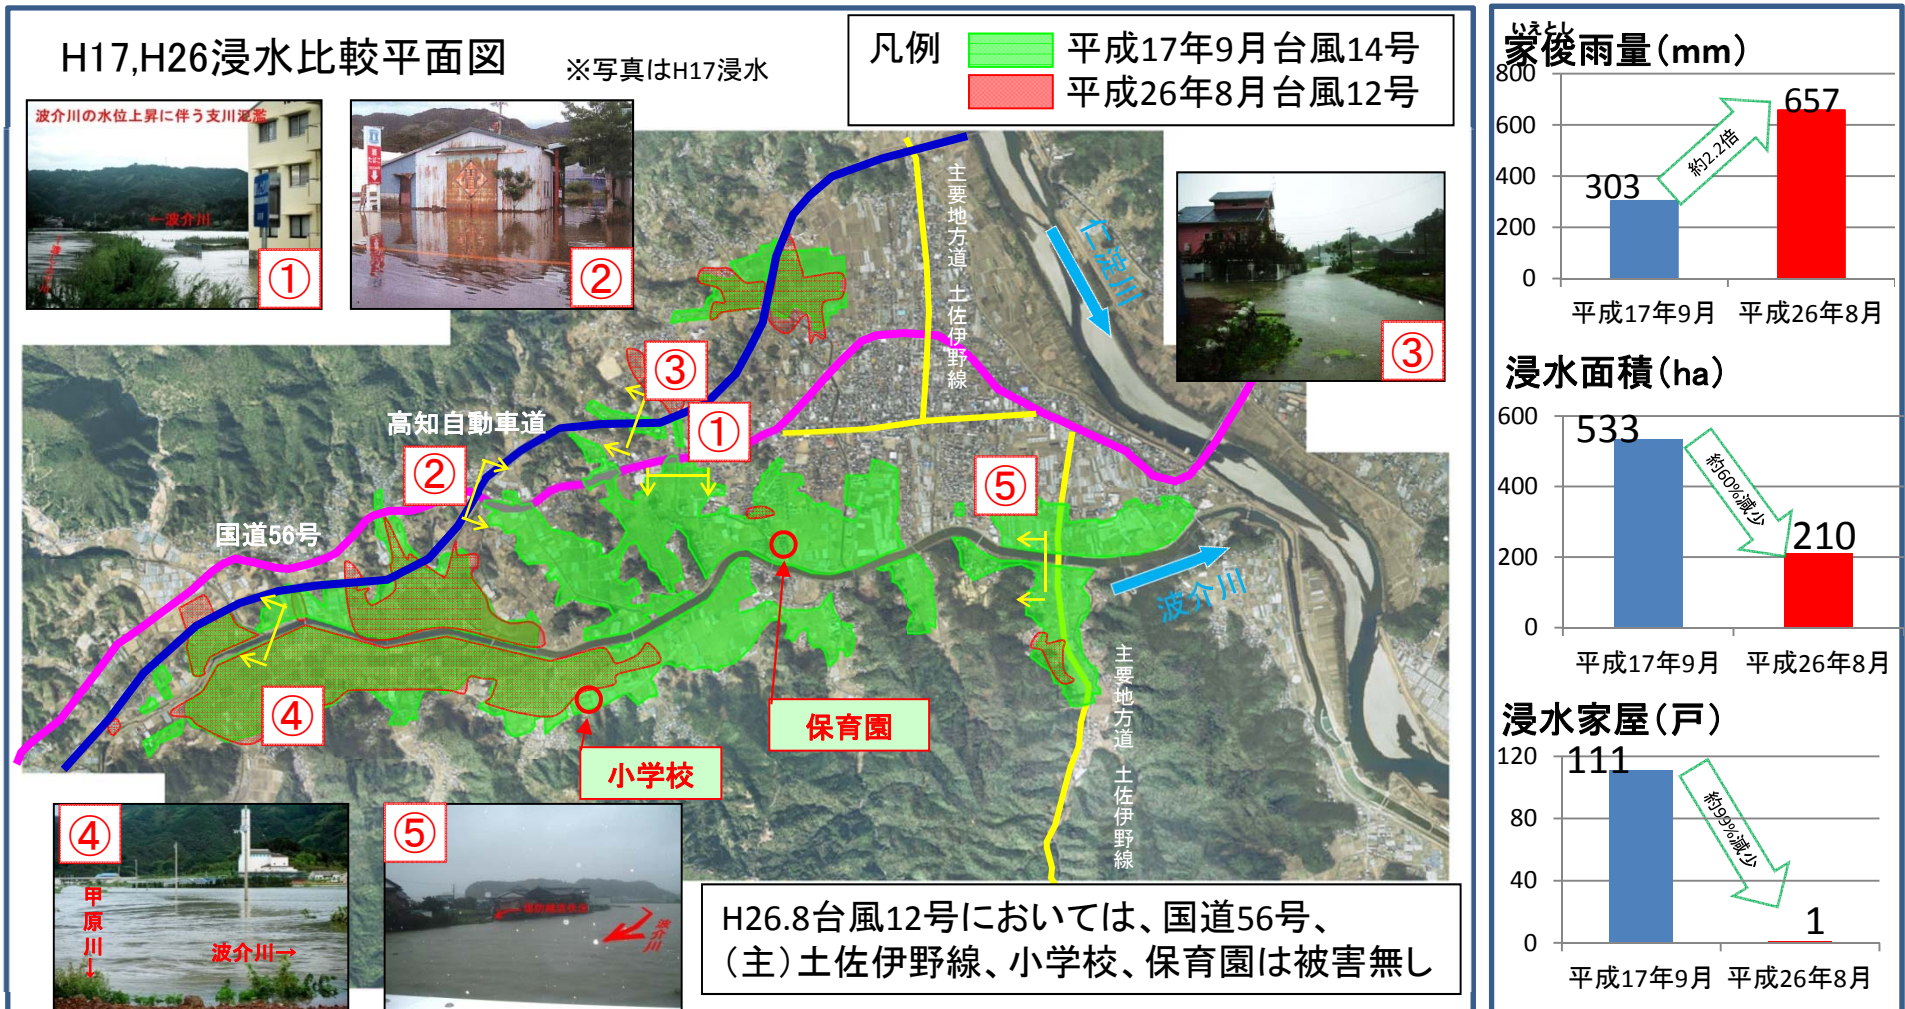 H17,H26浸水比較平面図
※写真はH17浸水
凡例
平成17年9月台風14号
平成26年8月台風12号
波介川の水位上昇に伴う支川氾濫
←波介川
①
②
③
主要地方道 土佐伊野線
仁淀川
③
①
高知自動車道
②
⑤
国道56号
波介川
④
保育園
小学校
主要地方道 土佐伊野線
④
甲原川↓
波介川→
⑤
波介川
H26.8台風12号においては、国道56号、
(主)土佐伊野線、小学校、保育園は被害無し
いえとし
家俊雨量(mm)
800
600
400
200
0
303
657
約2.2倍
平成17年9月 平成26年8月
浸水面積(ha)
600
400
200
0
533
210
約60%減少
平成17年9月 平成26年8月
浸水家屋(戸)
120
80
40
0
111
1
約99%減少
平成17年9月 平成26年8月